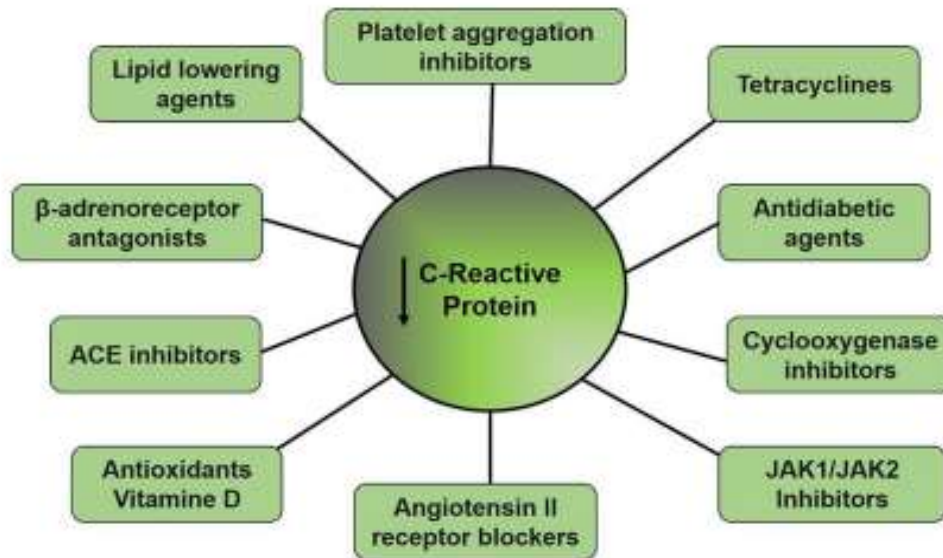 Platelet aggregation
inhibitors
Lipid lowering
agents
Tetracyclines
β-adrenoreceptor
antagonists
Antidiabetic
agents
C-Reactive
Protein
ACE inhibitors
Cyclooxygenase
inhibitors
Antioxidants
Vitamine D
Angiotensin II
receptor blockers
JAK1/JAK2
Inhibitors